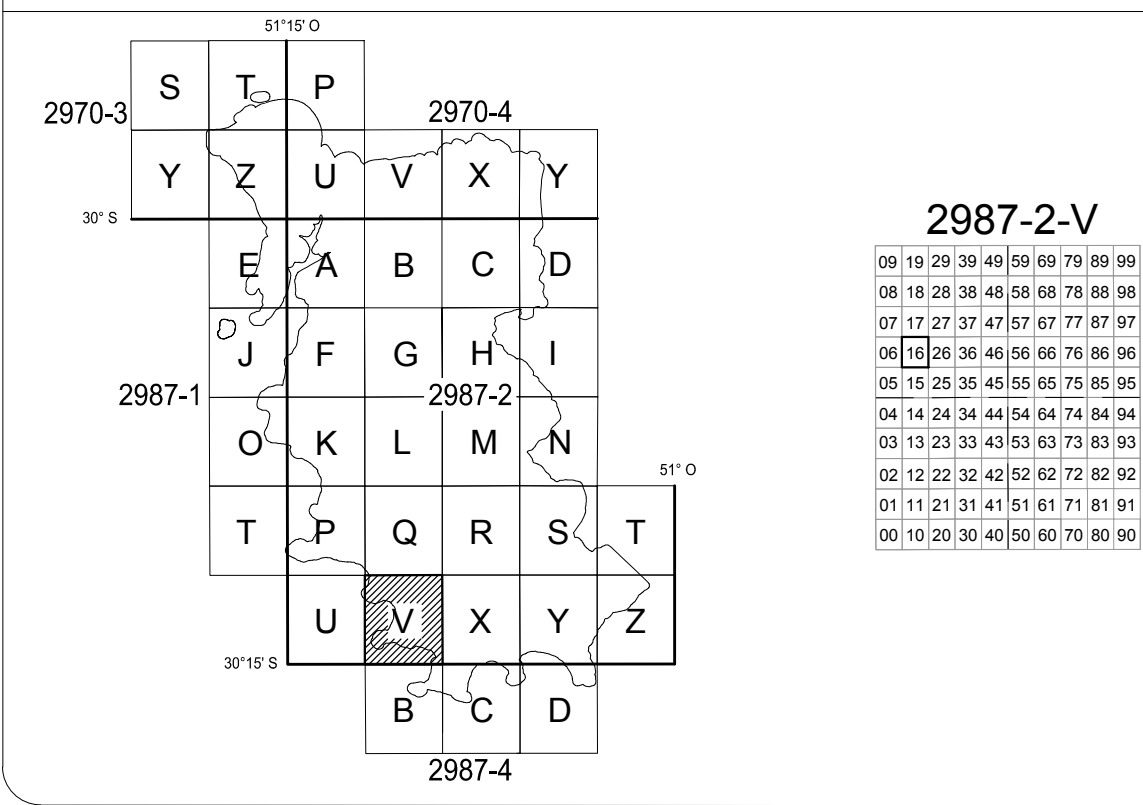 51°15' O
S T P
2970-3 2970-4
Y Z U V X Y
30° S
E A B C D
J F G H I
2987-1 2987-2
O K L M N
51° O
T P Q R S T
U V X Y Z
30°15' S
B C D
2987-4
2987-2-V
09 19 29 39 49 59 69 79 89 99
08 18 28 38 48 58 68 78 88 98
07 17 27 37 47 57 67 77 87 97
06 16 26 36 46 56 66 76 86 96
05 15 25 35 45 55 65 75 85 95
04 14 24 34 44 54 64 74 84 94
03 13 23 33 43 53 63 73 83 93
02 12 22 32 42 52 62 72 82 92
01 11 21 31 41 51 61 71 81 91
00 10 20 30 40 50 60 70 80 90